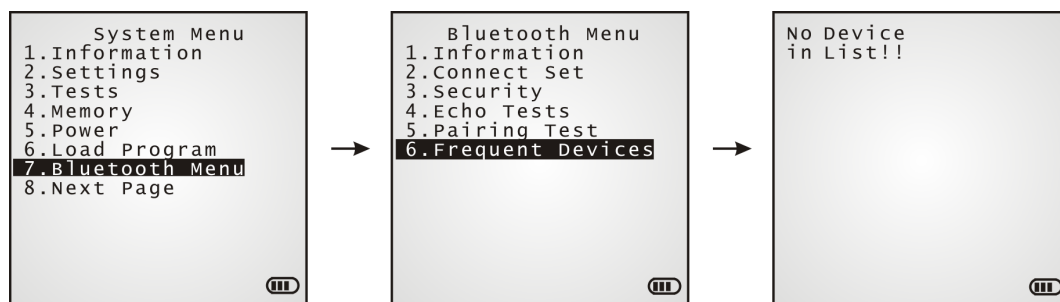 System Menu
1.Information
2.Settings
3.Tests
4.Memory
5.Power
6.Load Program
7.Bluetooth Menu
8.Next Page
Bluetooth Menu
1.Information
2.Connect Set
3.Security
4.Echo Tests
5.Pairing Test
6.Frequent Devices
No Device
in List!!